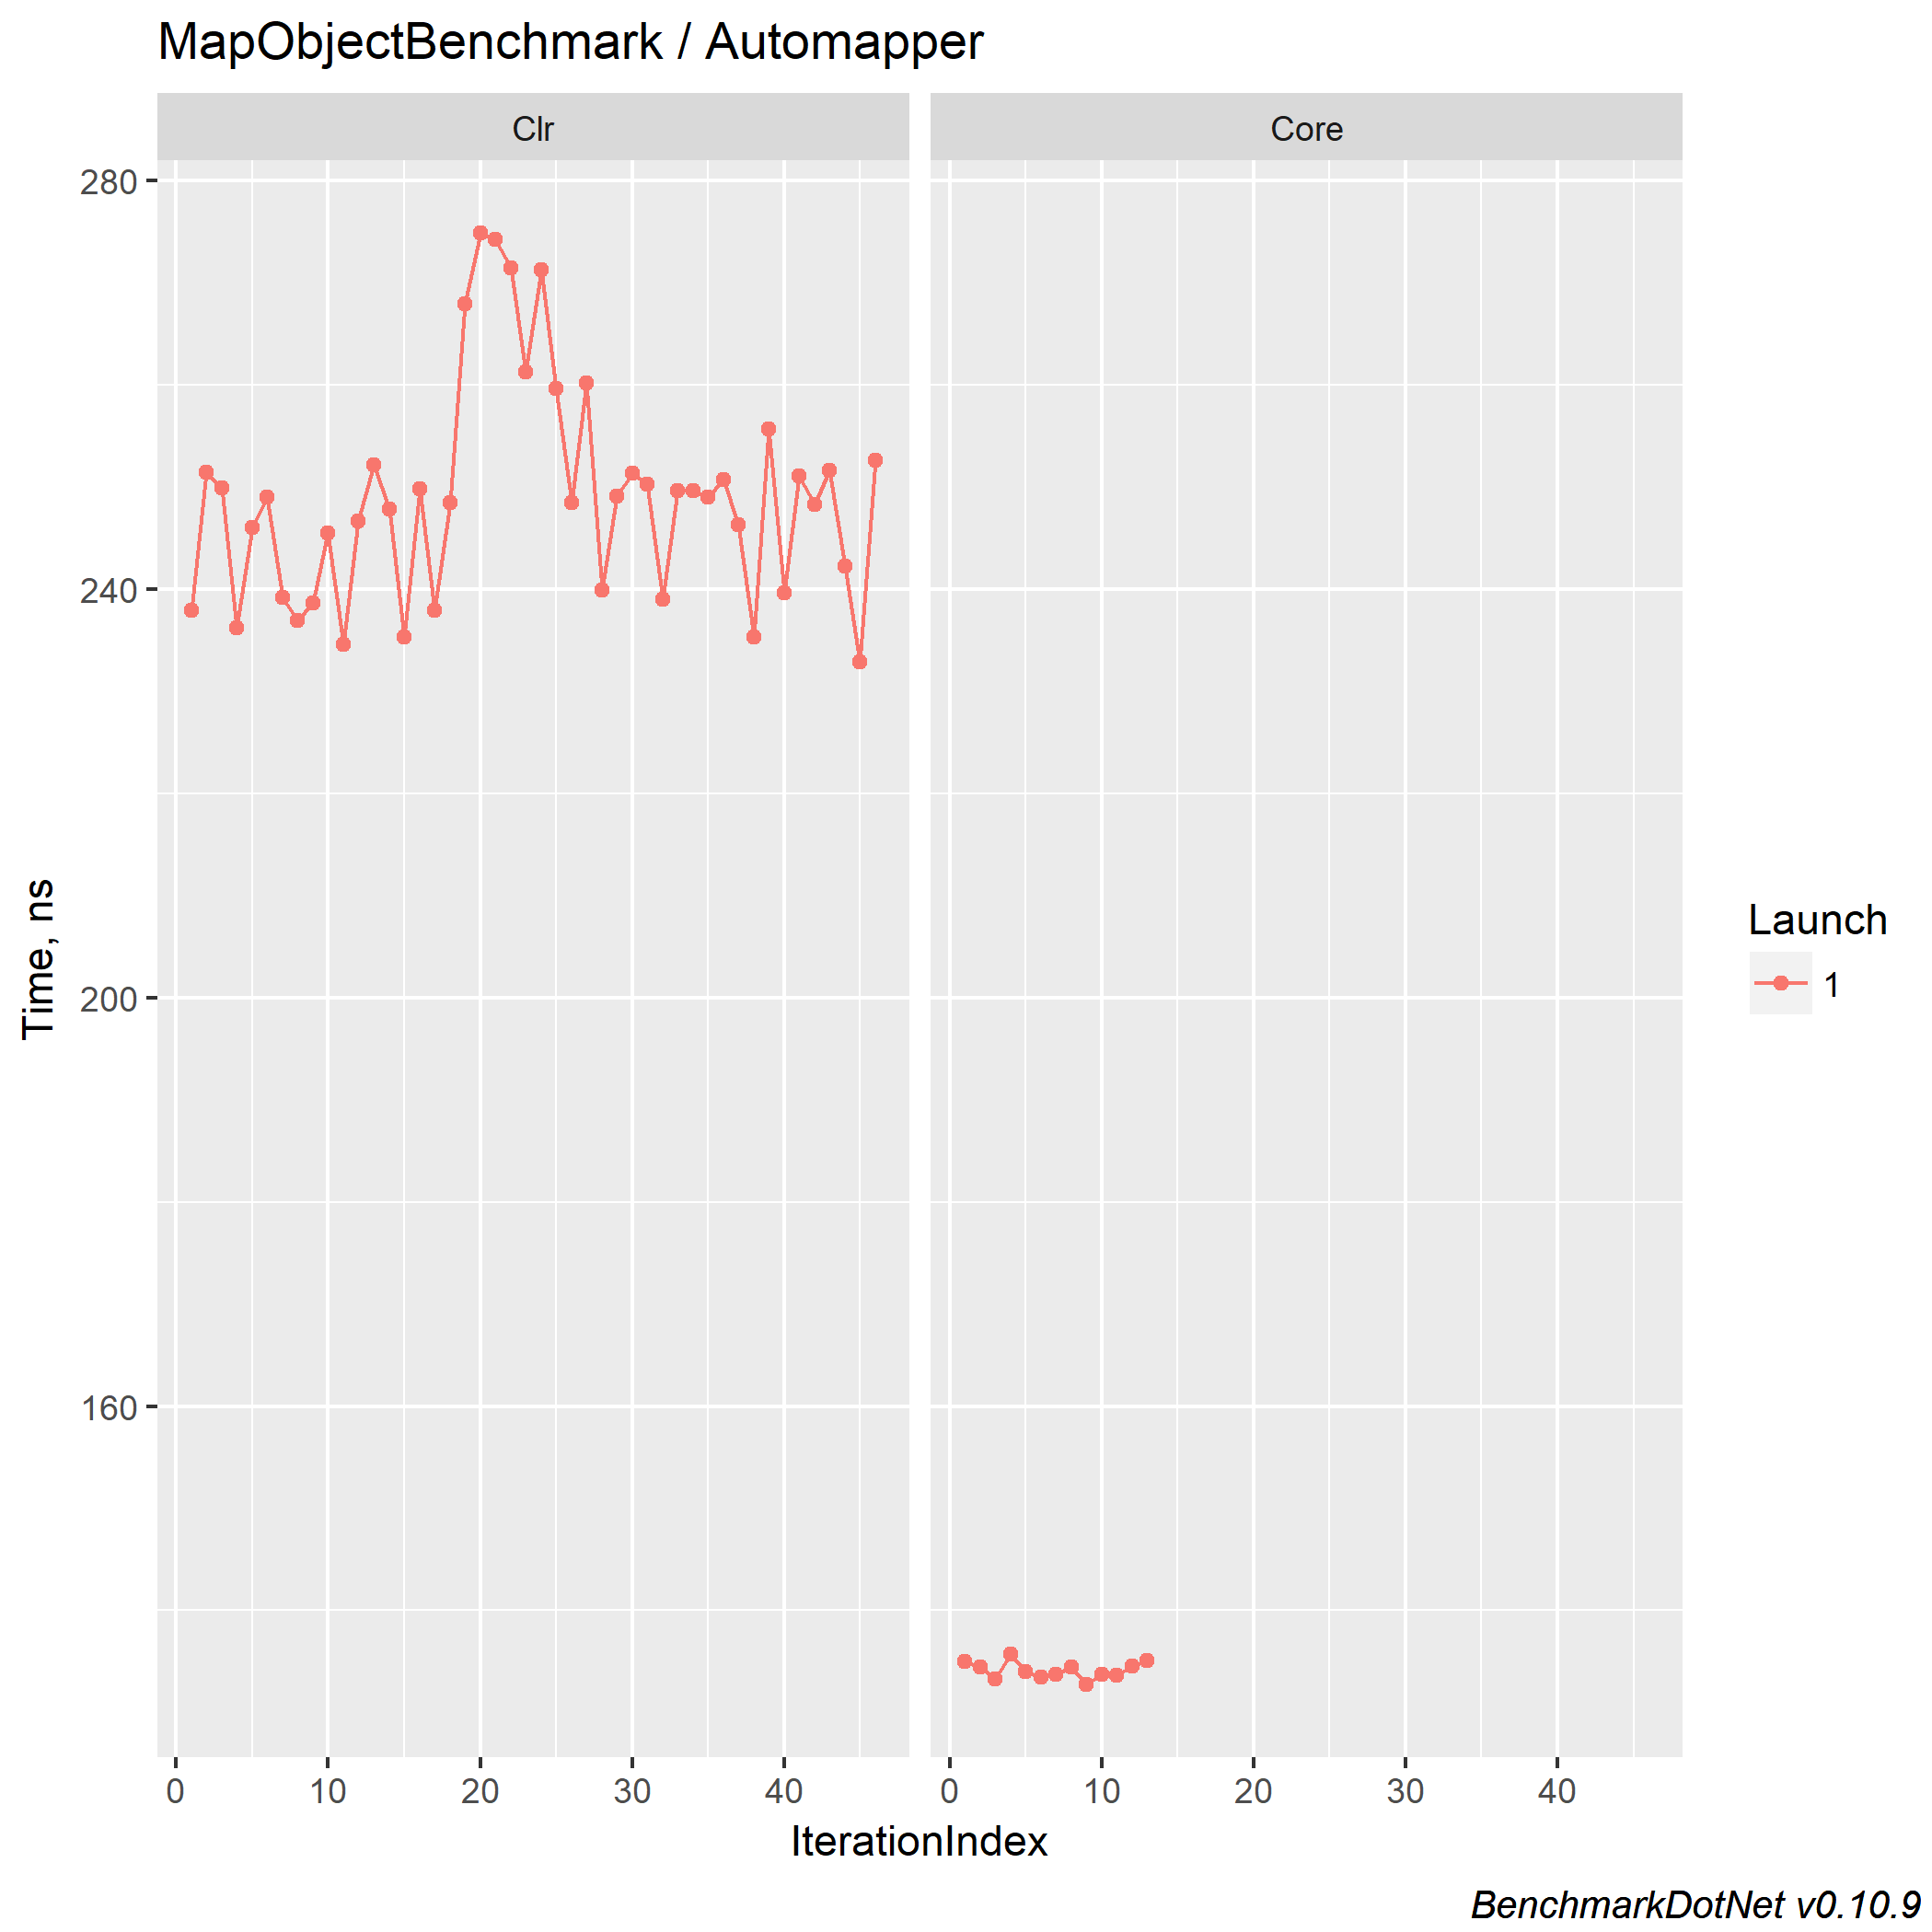 MapObjectBenchmark / Automapper
Clr
Core
280
240
200
160
Time, ns
0 10 20 30 40
0 10 20 30 40
IterationIndex
Launch
1
BenchmarkDotNet v0.10.9